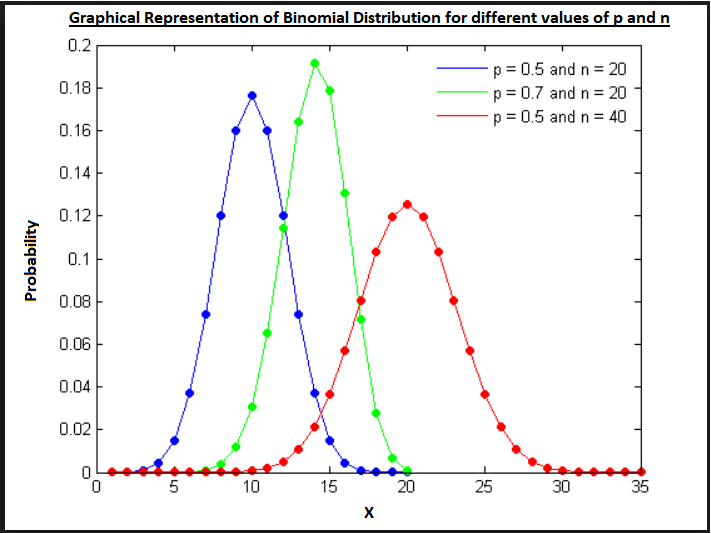 Graphical Representation of Binomial Distribution for different values of p and n
0.2
0.18
0.16
0.14
0.12
0.1
0.08
0.06
0.04
0.02
0
Probability
p = 0.5 and n = 20
p = 0.7 and n = 20
p = 0.5 and n = 40
0 5 10 15 20 25 30 35
X